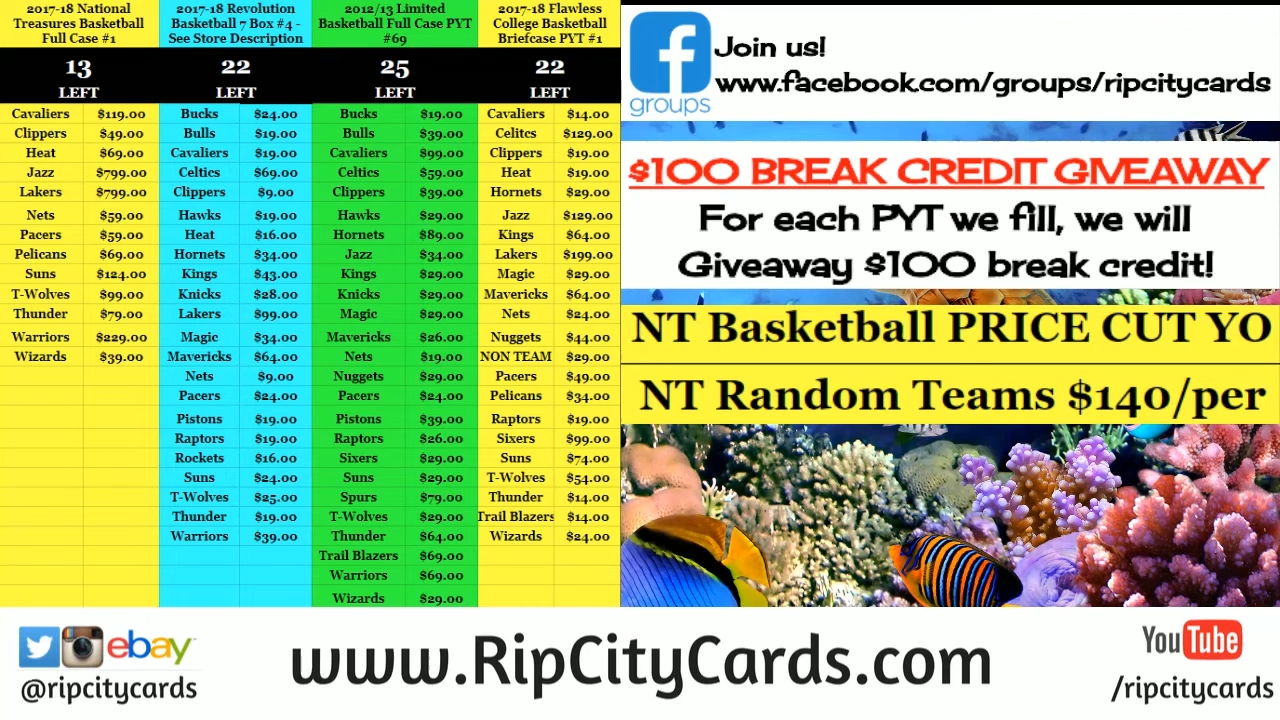 2017-18 National
Treasures Basketball
Full Case #1
13
LEFT
Cavaliers $119.00
Clippers $49.00
Heat $69.00
Jazz $799.00
Lakers $799.00
Nets $59.00
Pacers $59.00
Pelicans $69.00
Suns $124.00
T-Wolves $99.00
Thunder $79.00
Warriors $229.00
Wizards $39.00
2017-18 Revolution
Basketball 7 Box #4 -
See Store Description
22
LEFT
Bucks $24.00
Bulls $19.00
Cavaliers $19.00
Celtics $69.00
Clippers $9.00
Hawks $19.00
Heat $16.00
Hornets $34.00
Kings $43.00
Knicks $28.00
Lakers $99.00
Magic $34.00
Mavericks $64.00
Nets $9.00
Pacers $24.00
Pistons $19.00
Raptors $19.00
Rockets $16.00
Suns $24.00
T-Wolves $25.00
Thunder $19.00
Warriors $39.00
2012/13 Limited
Basketball Full Case PYT
#69
25
LEFT
Bucks $19.00
Bulls $39.00
Cavaliers $99.00
Celtics $59.00
Clippers $39.00
Hawks $29.00
Hornets $89.00
Jazz $34.00
Kings $29.00
Knicks $29.00
Magic $29.00
Mavericks $26.00
Nets $19.00
Nuggets $29.00
Pacers $24.00
Pistons $39.00
Raptors $26.00
Sixers $29.00
Suns $29.00
Spurs $79.00
T-Wolves $29.00
Thunder $64.00
Trail Blazers $69.00
Warriors $69.00
Wizards $29.00
2017-18 Flawless
College Basketball
Briefcase PYT #1
22
LEFT
Cavaliers $14.00
Celitcs $129.00
Clippers $19.00
Heat $19.00
Hornets $29.00
Jazz $129.00
Kings $64.00
Lakers $199.00
Magic $29.00
Mavericks $64.00
Nets $24.00
Nuggets $44.00
NON TEAM $29.00
Pacers $49.00
Pelicans $34.00
Raptors $19.00
Sixers $99.00
Suns $74.00
T-Wolves $54.00
Thunder $14.00
Trail Blazers $14.00
Wizards $24.00
f
groups
Join us!
www.facebook.com/groups/ripcitycards
$100 BREAK CREDIT GIVEAWAY
For each PYT we fill, we will
Giveaway $100 break credit!
NT Basketball PRICE CUT YO
NT Random Teams $140/per
ebay
@ripcitycards
www.RipCityCards.com
YouTube
/ripcitycards